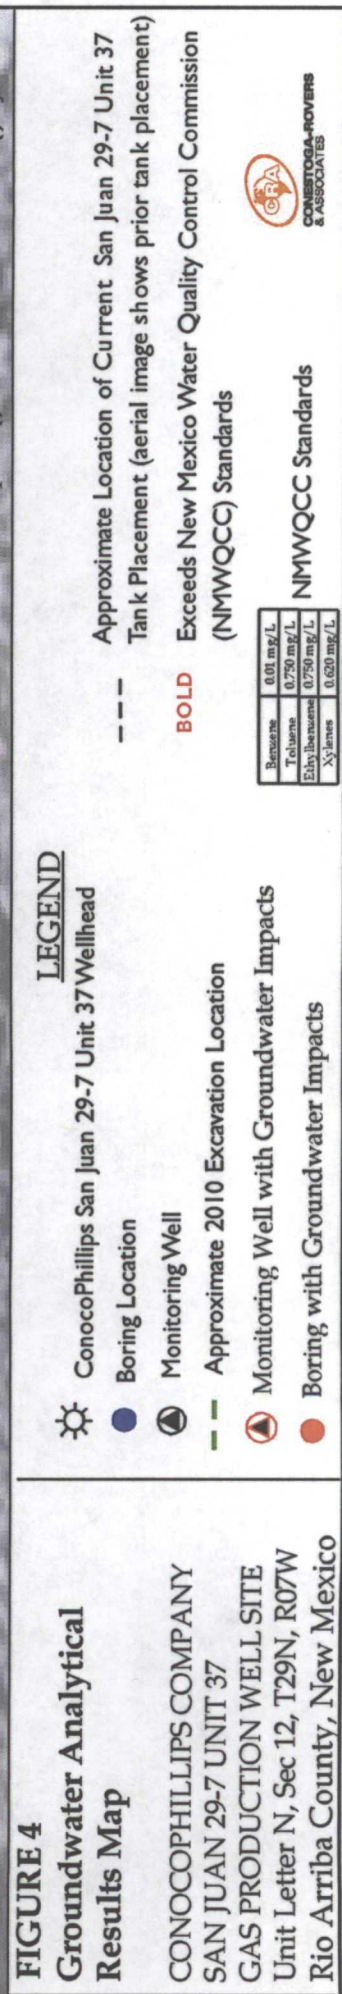 FIGURE 4
Groundwater Analytical
Results Map
CONOCOPHILLIPS COMPANY
SAN JUAN 29-7 UNIT 37
GAS PRODUCTION WELL SITE
Unit Letter N, Sec 12, T29N, R07W
Rio Arriba County, New Mexico
LEGEND
ConocoPhillips San Juan 29-7 Unit 37 Wellhead
Boring Location
Monitoring Well
Approximate 2010 Excavation Location
Monitoring Well with Groundwater Impacts
Boring with Groundwater Impacts
Approximate Location of Current San Juan 29-7 Unit 37
Tank Placement (aerial image shows prior tank placement)
BOLD Exceeds New Mexico Water Quality Control Commission
(NMWQCC) Standards
Benzene 0.01 mg/L
Toluene 0.750 mg/L
Ethylbenzene 0.750 mg/L
Xylenes 0.620 mg/L
NMWQCC Standards
CRA
CONESTOGA-ROVERS
& ASSOCIATES